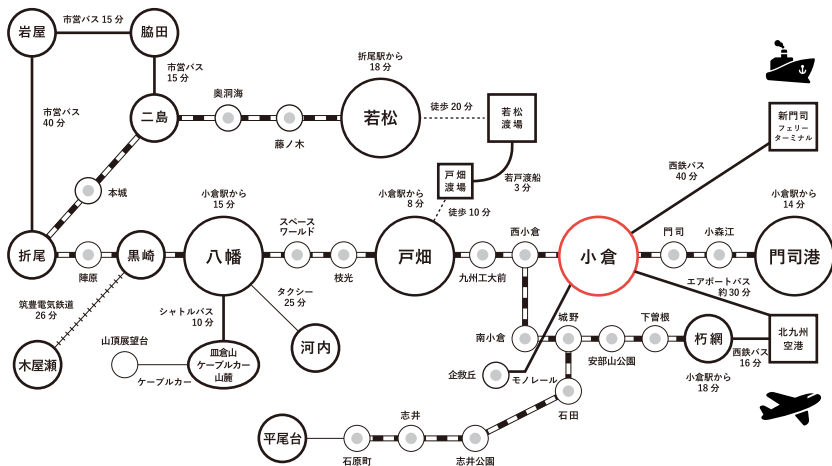 岩屋
市営バス 15 分
脇田
市営バス
15 分
市営バス
40 分
二島
奥洞海
藤ノ木
折尾駅から
18 分
若松
徒歩 20 分
若松
渡場
戸畑
渡場
若戸渡船
3 分
徒歩 10 分
新門司
フェリー
ターミナル
西鉄バス
40 分
本城
折尾
陣原
黒崎
小倉駅から
15 分
八幡
スペース
ワールド
枝光
小倉駅から
8 分
戸畑
九州工大前
西小倉
小倉
門司
小森江
小倉駅から
14 分
門司港
エアポートバス
約 30 分
筑豊電気鉄道
26 分
木屋瀬
シャトルバス
10 分
タクシー
25 分
河内
山頂展望台
ケーブルカー
皿倉山
ケーブルカー
山麓
南小倉
城野
安部山公園
下曽根
朽網
小倉駅から
18 分
西鉄バス
16 分
北九州
空港
企救丘
モノレール
石田
平尾台
石原町
志井
志井公園